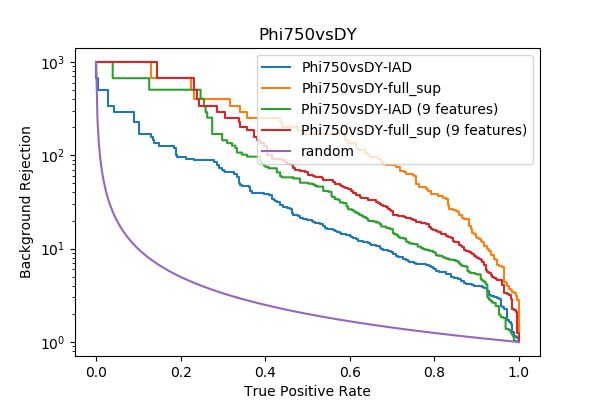 Phi750vsDY
Phi750vsDY-IAD
Phi750vsDY-full_sup
Phi750vsDY-IAD (9 features)
Phi750vsDY-full_sup (9 features)
random
Background Rejection
10³
10²
10¹
10⁰
0.0 0.2 0.4 0.6 0.8 1.0
True Positive Rate